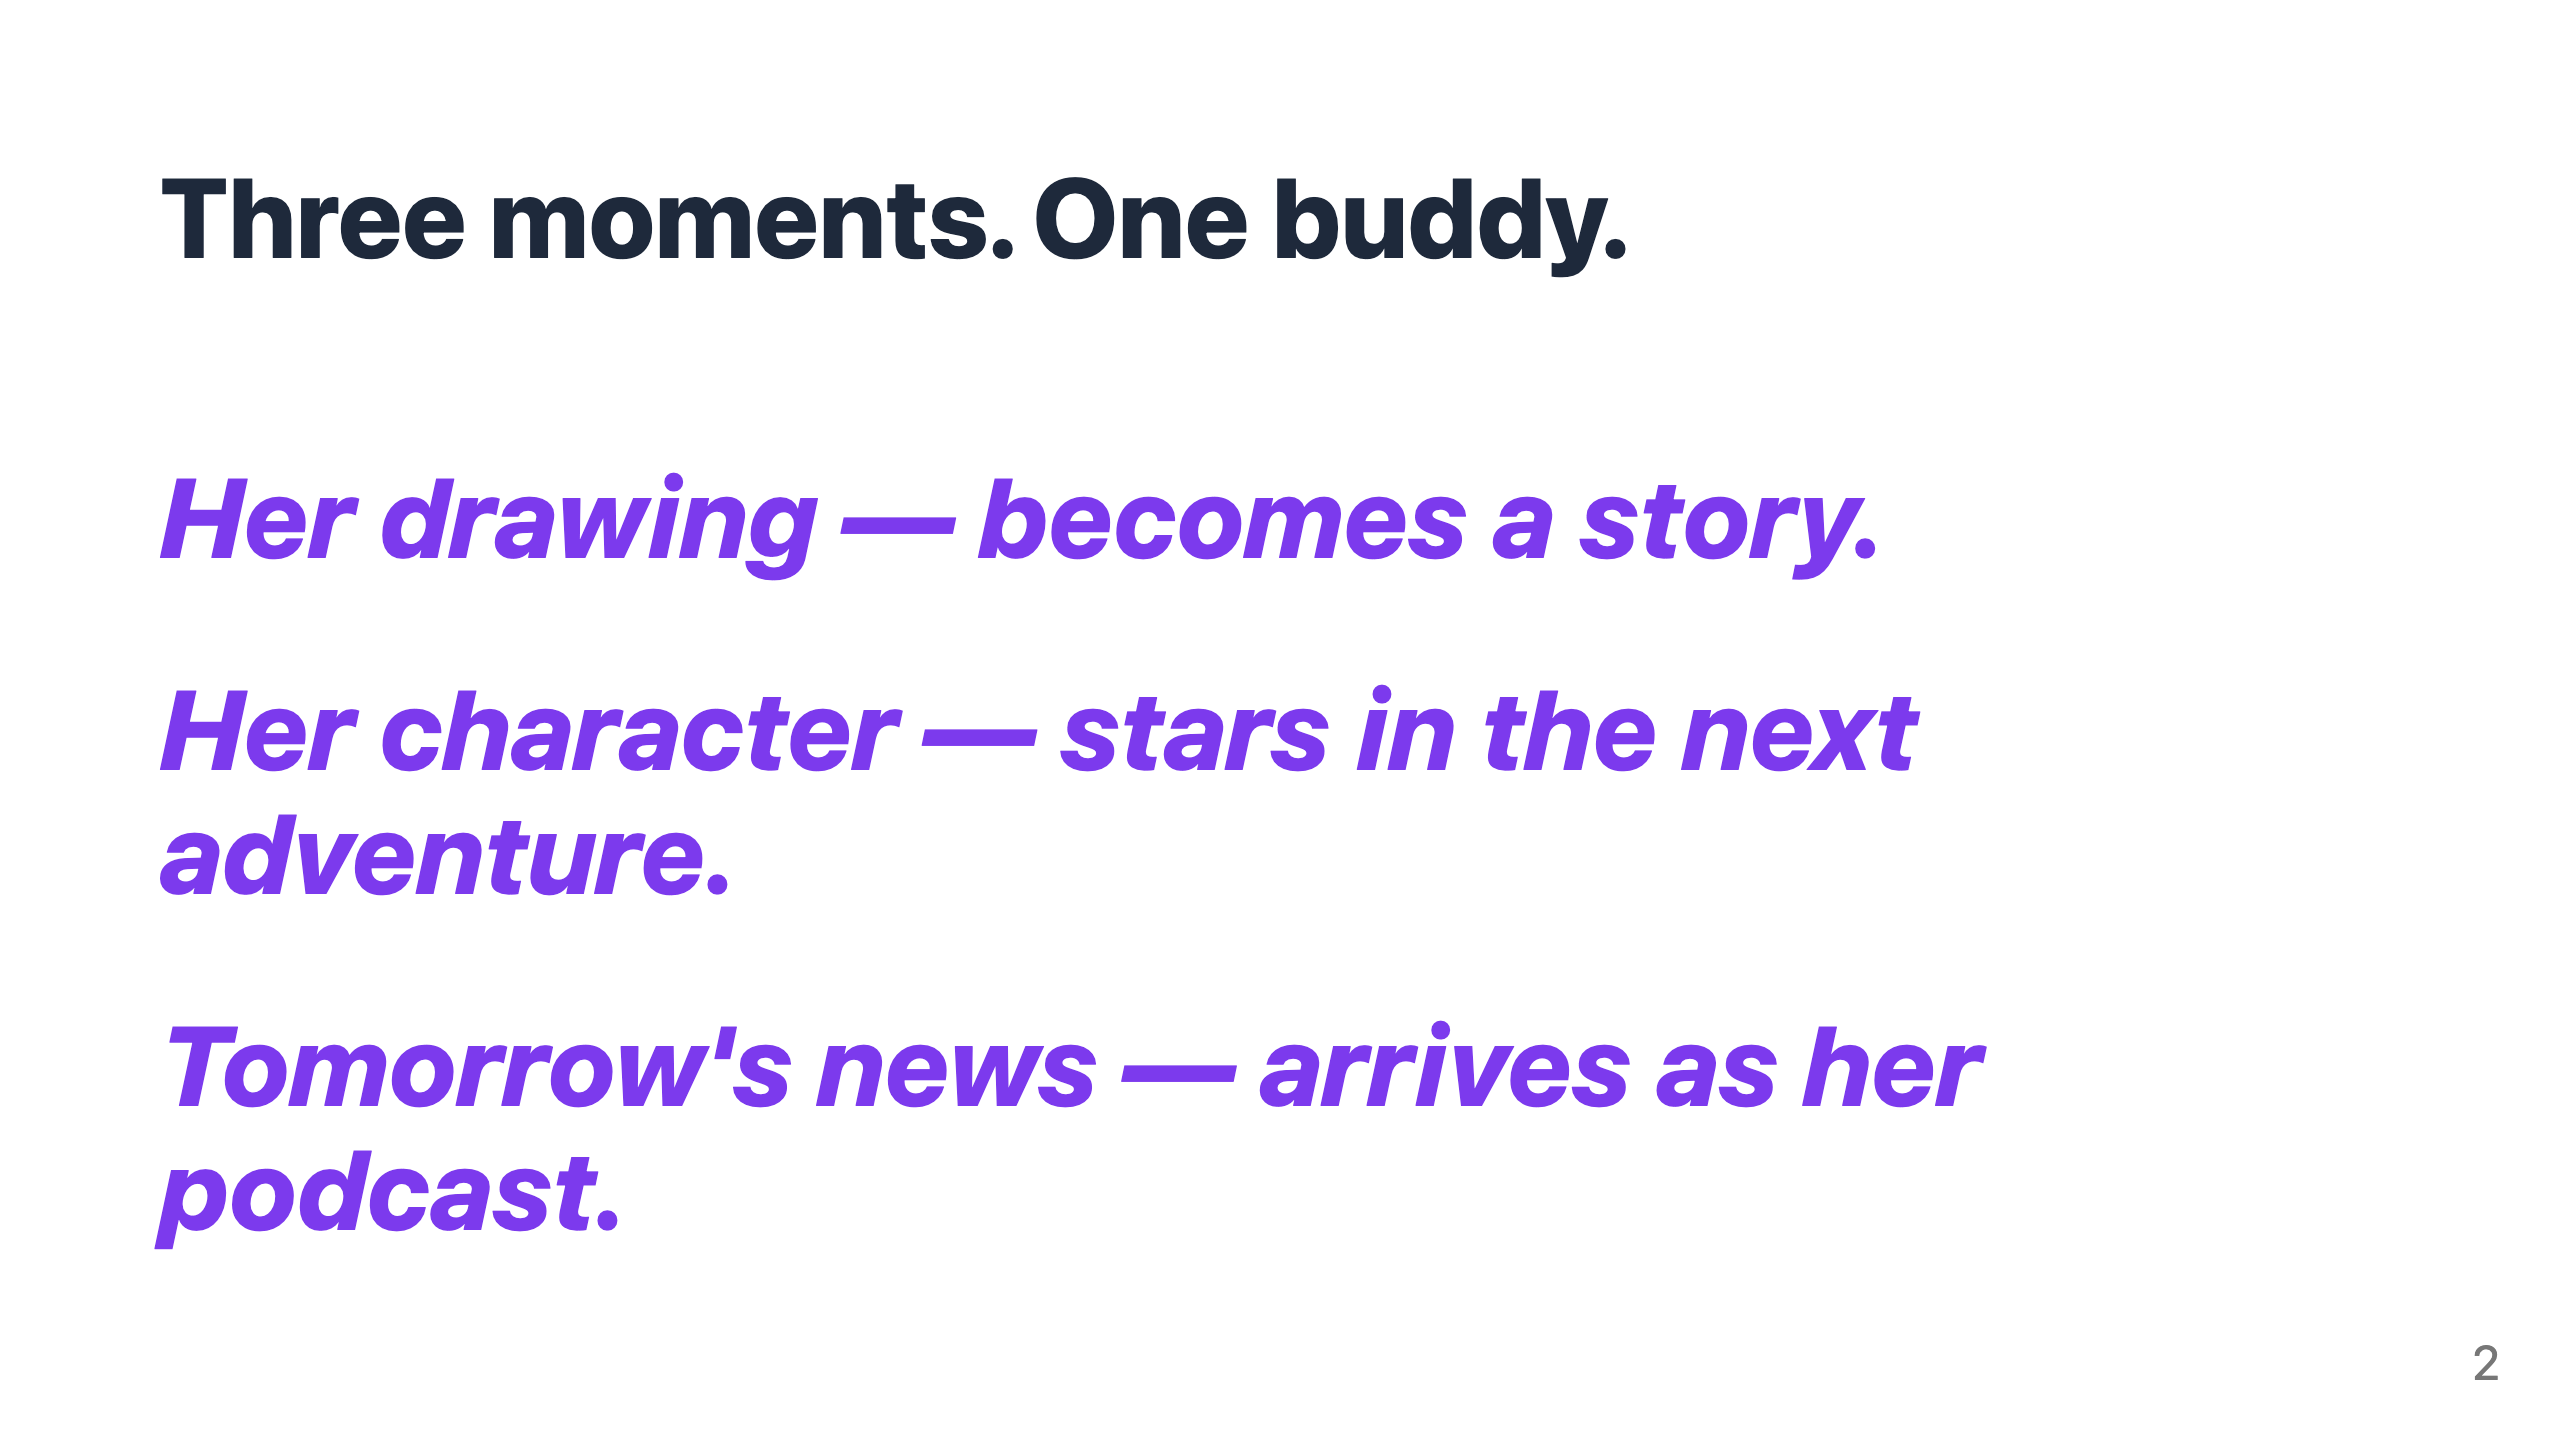 Three moments. One buddy.
Her drawing — becomes a story.
Her character — stars in the next
adventure.
Tomorrow's news — arrives as her
podcast.
2